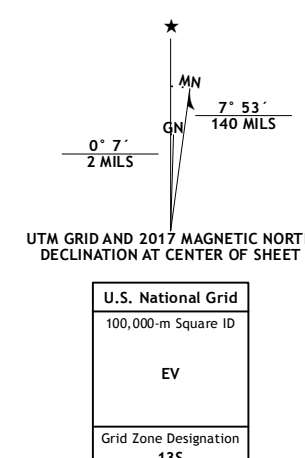 ★
MN
7° 53´
140 MILS
GN
0° 7´
2 MILS
UTM GRID AND 2017 MAGNETIC NORT
DECLINATION AT CENTER OF SHEET
U.S. National Grid
100,000-m Square ID
EV
Grid Zone Designation
13S